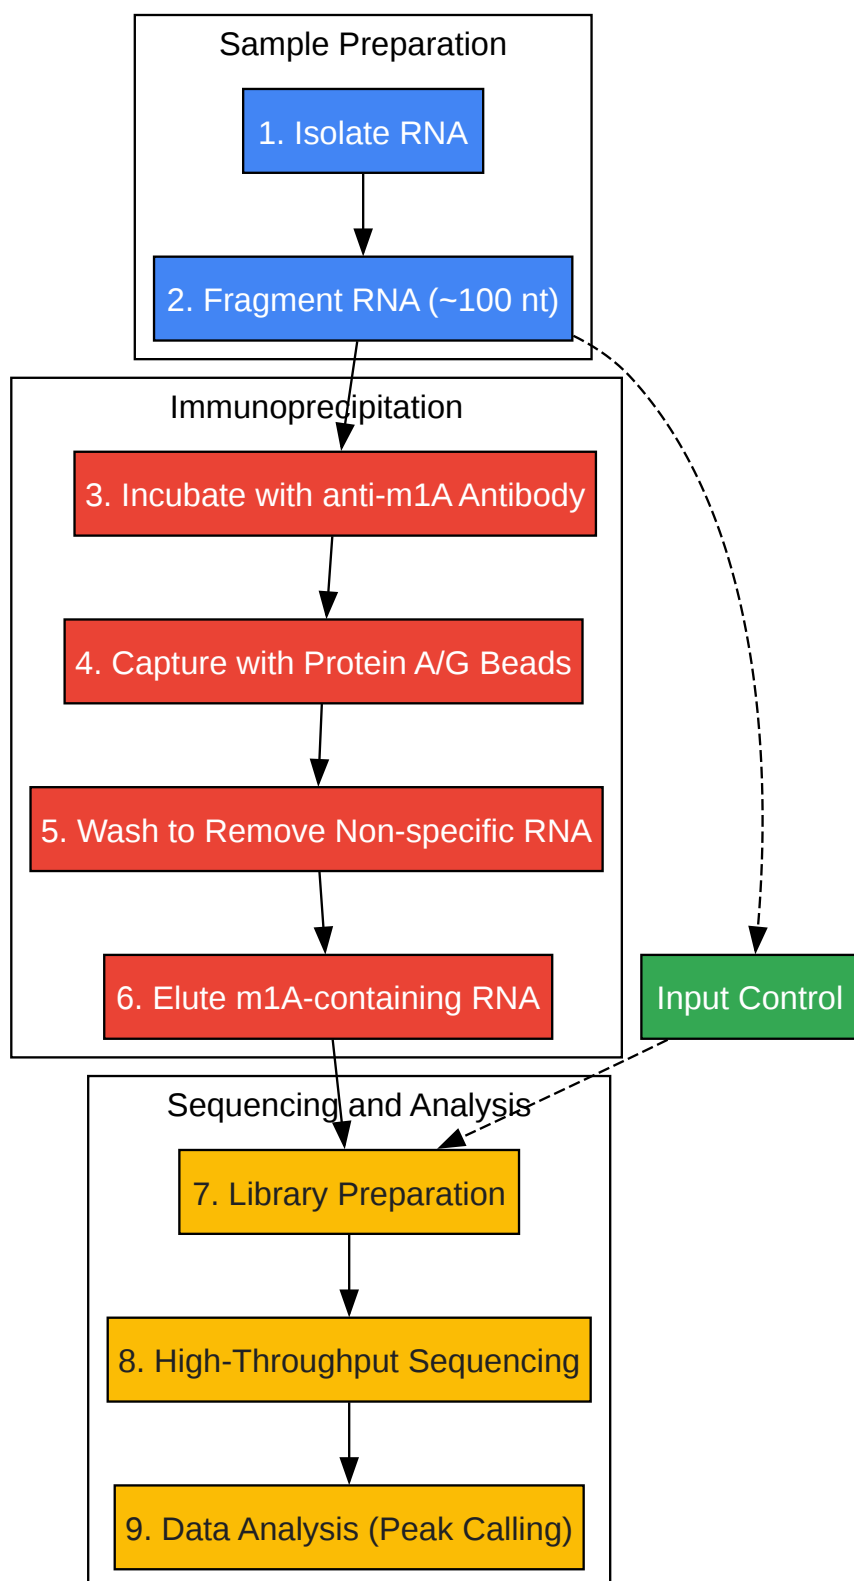 Sample Preparation
1. Isolate RNA
2. Fragment RNA (~100 nt)
Immunoprecipitation
3. Incubate with anti-m1A Antibody
4. Capture with Protein A/G Beads
5. Wash to Remove Non-specific RNA
6. Elute m1A-containing RNA
Input Control
Sequencing and Analysis
7. Library Preparation
8. High-Throughput Sequencing
9. Data Analysis (Peak Calling)